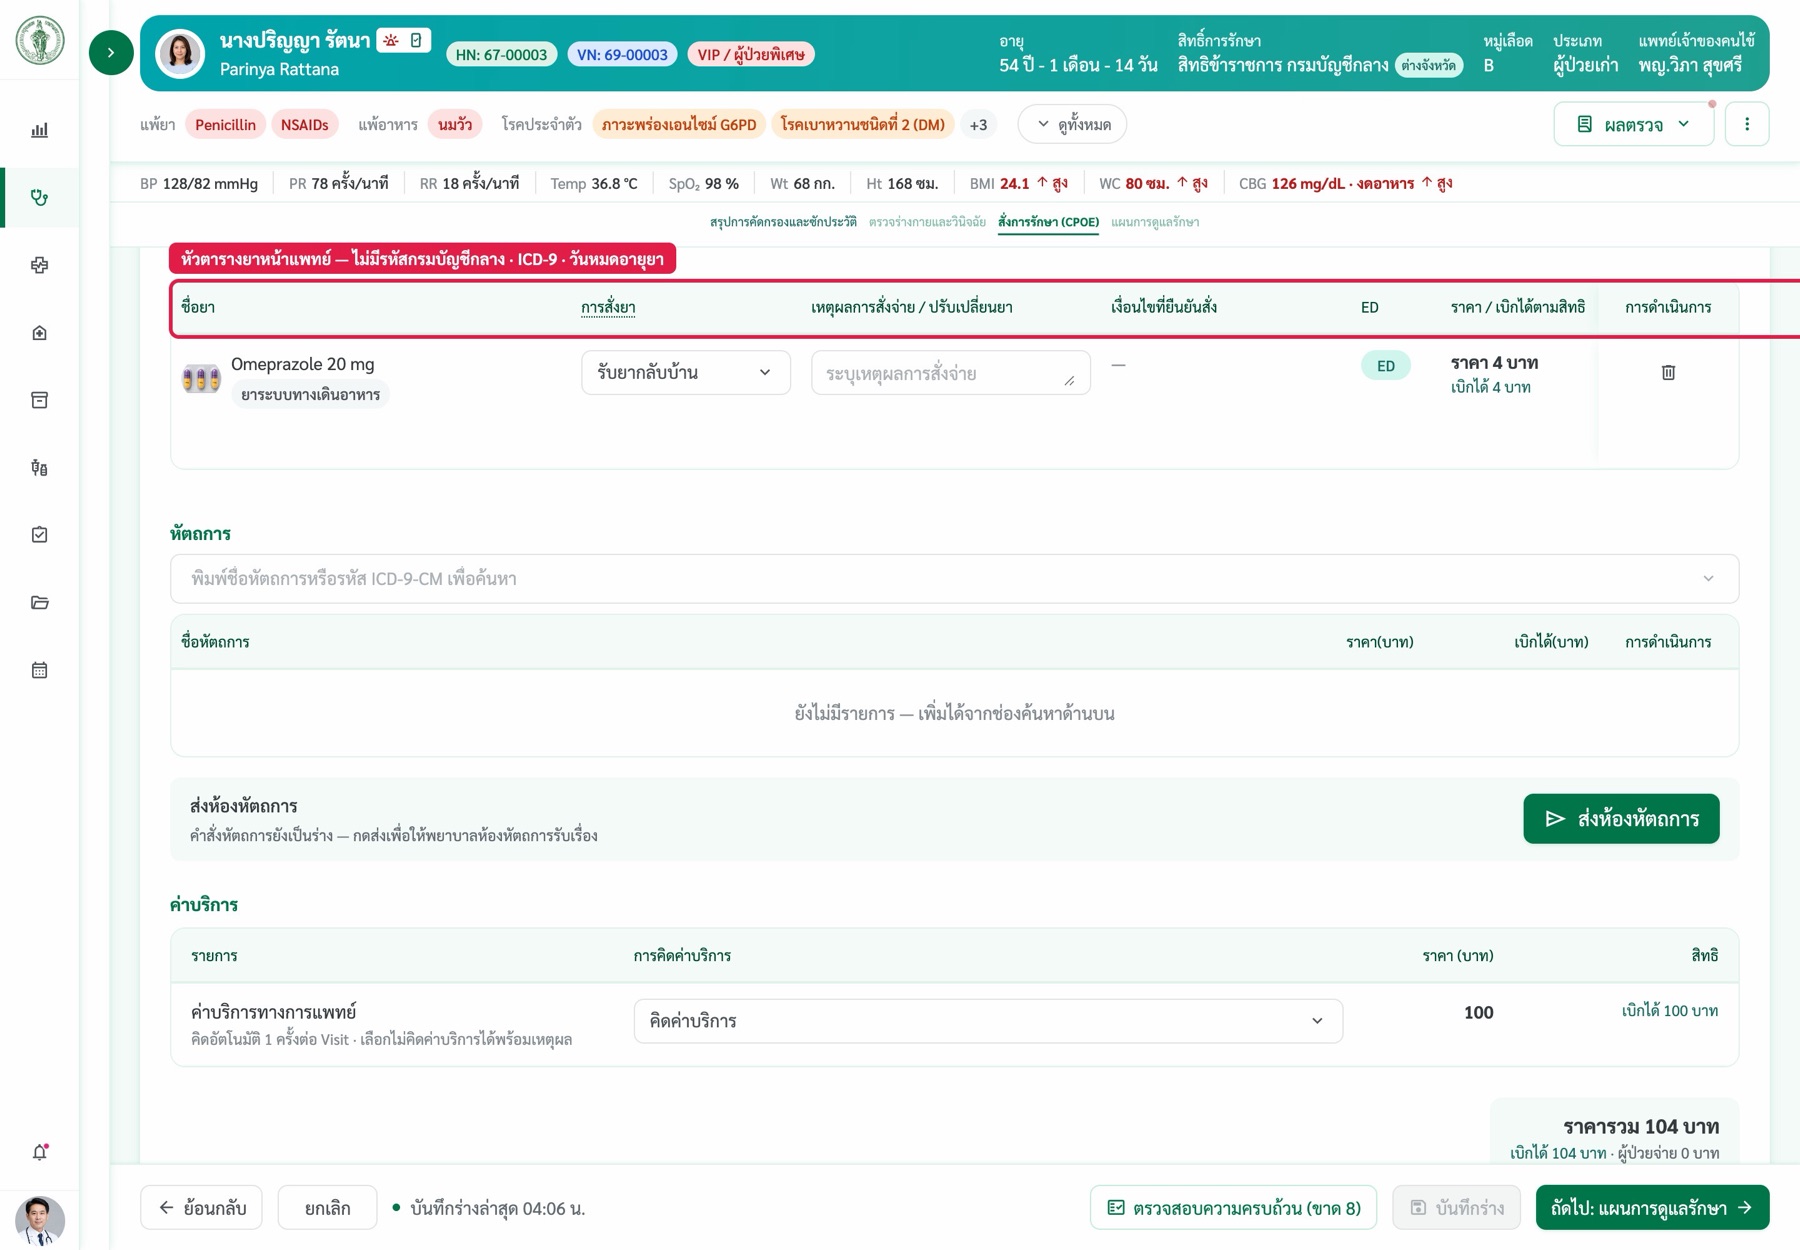 นางปริญญา รัตนา
Parinya Rattana
HN: 67-00003
VN: 69-00003
VIP / ผู้ป่วยพิเศษ
อายุ
54 ปี - 1 เดือน - 14 วัน
สิทธิ์การรักษา
สิทธิข้าราชการ กรมบัญชีกลาง ต่างจังหวัด
หมู่เลือด
B
ประเภท
ผู้ป่วยเก่า
แพทย์เจ้าของคนไข้
พญ.วิภา สุขศรี
แพ้ยา Penicillin NSAIDs แพ้อาหาร นมวัว โรคประจำตัว ภาวะพร่องเอนไซม์ G6PD โรคเบาหวานชนิดที่ 2 (DM) +3 ดูทั้งหมด ผลตรวจ
BP 128/82 mmHg PR 78 ครั้ง/นาที RR 18 ครั้ง/นาที Temp 36.8 °C SpO₂ 98 % Wt 68 กก. Ht 168 ซม. BMI 24.1 ↑ สูง WC 80 ซม. ↑ สูง CBG 126 mg/dL · งดอาหาร ↑ สูง
สรุปการคัดกรองและซักประวัติ ตรวจร่างกายและวินิจฉัย สั่งการรักษา (CPOE) แผนการดูแลรักษา
หัวตารางยาหน้าแพทย์ — ไม่มีรหัสกรมบัญชีกลาง · ICD-9 · วันหมดอายุยา
ชื่อยา การสั่งยา เหตุผลการสั่งจ่าย / ปรับเปลี่ยนยา เงื่อนไขที่ยืนยันสั่ง ED ราคา / เบิกได้ตามสิทธิ การดำเนินการ
Omeprazole 20 mg
ยาระบบทางเดินอาหาร
รับยากลับบ้าน
ระบุเหตุผลการสั่งจ่าย
—
ED
ราคา 4 บาท
เบิกได้ 4 บาท
หัตถการ
พิมพ์ชื่อหัตถการหรือรหัส ICD-9-CM เพื่อค้นหา
ชื่อหัตถการ ราคา(บาท) เบิกได้(บาท) การดำเนินการ
ยังไม่มีรายการ — เพิ่มได้จากช่องค้นหาด้านบน
ส่งห้องหัตถการ
คำสั่งหัตถการยังเป็นร่าง — กดส่งเพื่อให้พยาบาลห้องหัตถการรับเรื่อง
ส่งห้องหัตถการ
ค่าบริการ
รายการ การคิดค่าบริการ ราคา (บาท) สิทธิ
ค่าบริการทางการแพทย์
คิดอัตโนมัติ 1 ครั้งต่อ Visit · เลือกไม่คิดค่าบริการได้พร้อมเหตุผล
คิดค่าบริการ
100
เบิกได้ 100 บาท
ราคารวม 104 บาท
เบิกได้ 104 บาท · ผู้ป่วยจ่าย 0 บาท
← ย้อนกลับ ยกเลิก • บันทึกร่างล่าสุด 04:06 น. ตรวจสอบความครบถ้วน (ขาด 8) บันทึกร่าง ถัดไป: แผนการดูแลรักษา →